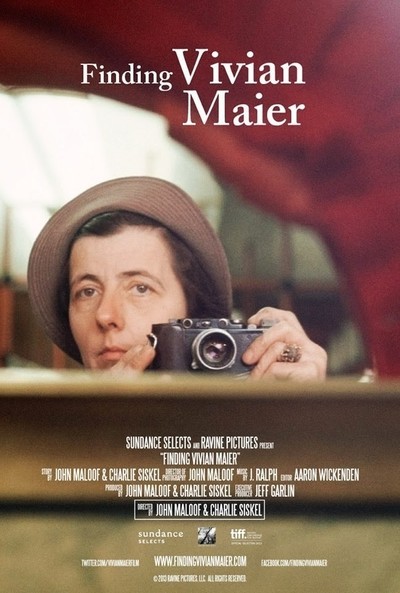 Finding Vivian
Maier
SUNDANCE SELECTS AND RAVINE PICTURES PRESENT
"FINDING VIVIAN MAIER"
STORY BY JOHN MALOOF & CHARLIE SISKEL DIRECTOR OF PHOTOGRAPHY JOHN MALOOF MUSIC BY J. RALPH EDITOR AARON WICKENDEN
PRODUCED BY JOHN MALOOF & CHARLIE SISKEL EXECUTIVE PRODUCER JEFF GARLIN
DIRECTED BY JOHN MALOOF & CHARLIE SISKEL
sundance
SELECTS
tiff.
TWITTER.COM/VIVIANMAIERFILM WWW.FINDINGVIVIANMAIER.COM FACEBOOK.COM/FINDINGVIVIANMAIER
© 2013 RAVINE PICTURES, LLC. ALL RIGHTS RESERVED.